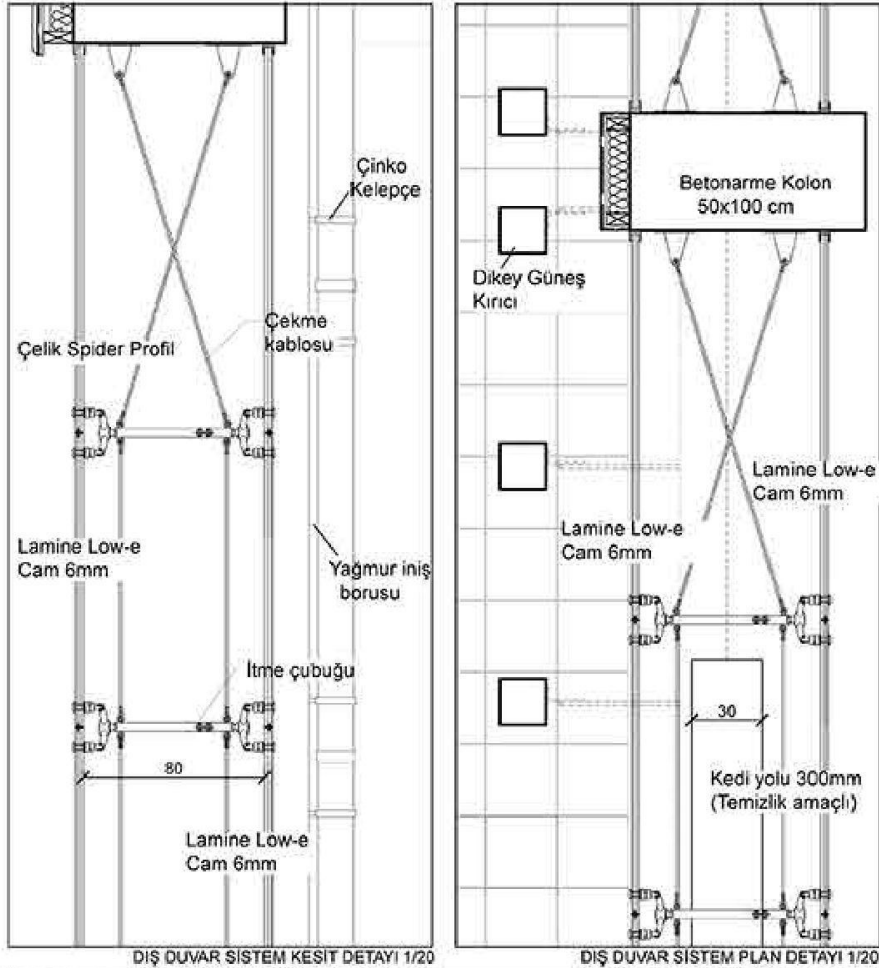 Çinko
Kelepçe
Çekme
kablosu
Çelik Spider Profil
Lamine Low-e
Cam 6mm
Yağmur iniş
borusu
İtme çubuğu
80
Lamine Low-e
Cam 6mm
DIŞ DUVAR SİSTEM KESİT DETAYI 1/20
Betonarme Kolon
50x100 cm
Dikey Güneş
Kırıcı
Lamine Low-e
Cam 6mm
Lamine Low-e
Cam 6mm
30
Kedi yolu 300mm
(Temizlik amaçlı)
DIŞ DUVAR SİSTEM PLAN DETAYI 1/20